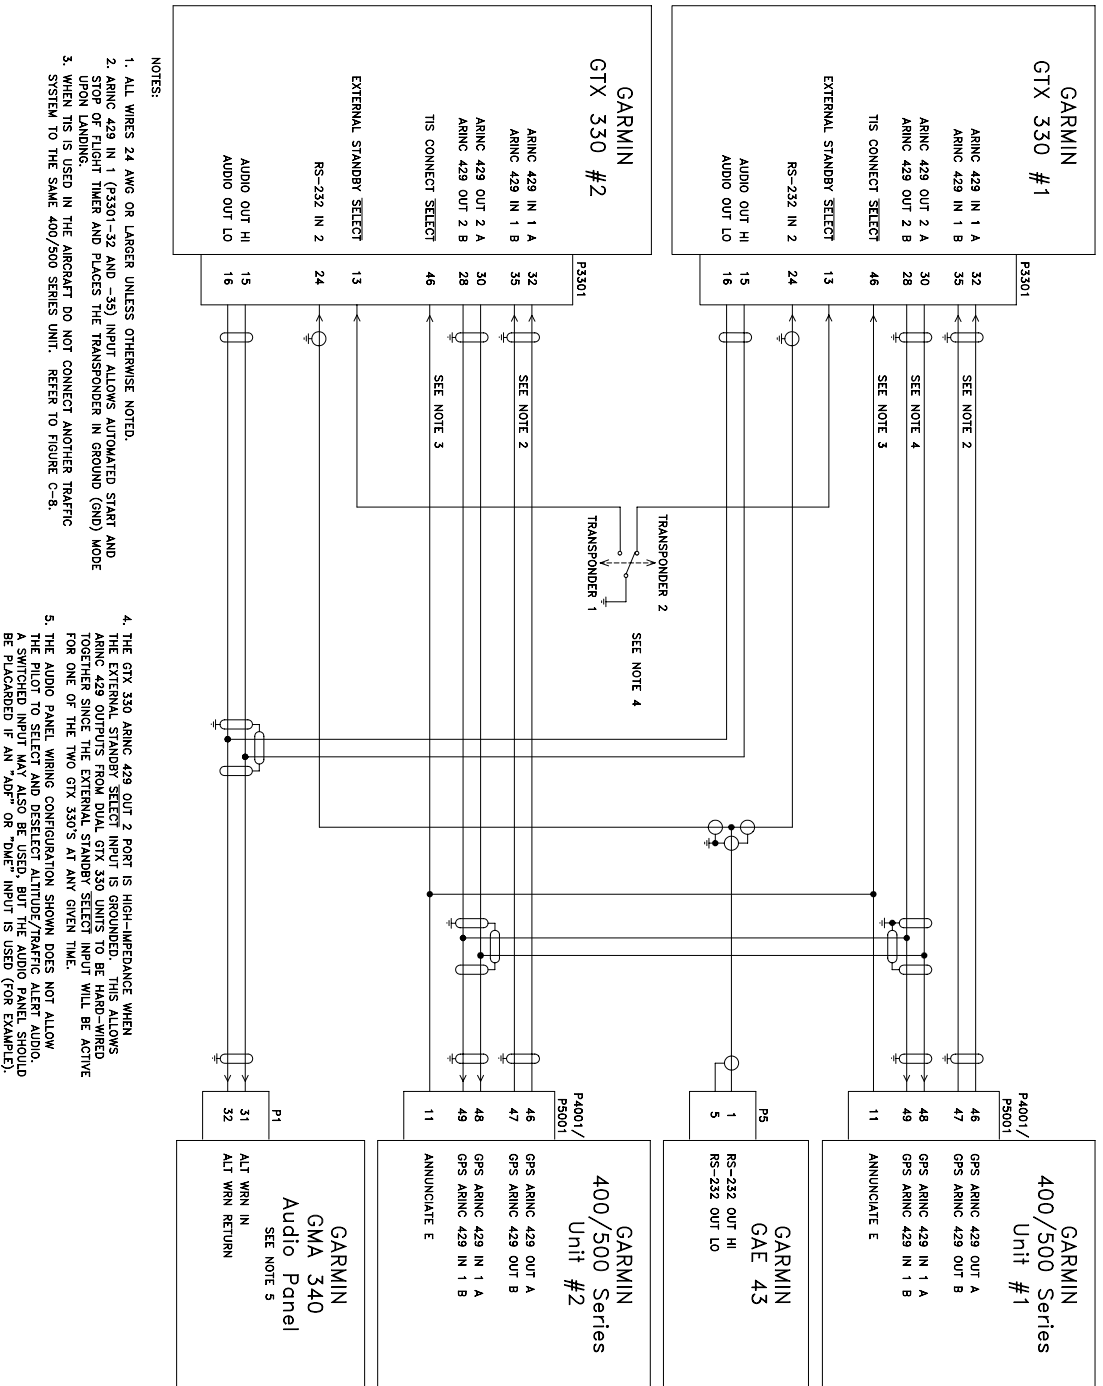 GARMIN
GTX 330 #1
ARINC 429 IN 1 A
ARINC 429 IN 1 B
ARINC 429 OUT 2 A
ARINC 429 OUT 2 B
TIS CONNECT SELECT
EXTERNAL STANDBY SELECT
RS-232 IN 2
AUDIO OUT HI
AUDIO OUT LO
P3301
32
35
30
28
46
13
24
15
16
SEE NOTE 2
SEE NOTE 4
SEE NOTE 3
GARMIN
GTX 330 #2
ARINC 429 IN 1 A
ARINC 429 IN 1 B
ARINC 429 OUT 2 A
ARINC 429 OUT 2 B
TIS CONNECT SELECT
EXTERNAL STANDBY SELECT
RS-232 IN 2
AUDIO OUT HI
AUDIO OUT LO
P3301
32
35
30
28
46
13
24
15
16
SEE NOTE 2
SEE NOTE 3
TRANSPONDER 2
TRANSPONDER 1
SEE NOTE 4
P4001/
P5001
46
47
48
49
11
GARMIN
400/500 Series
Unit #1
GPS ARINC 429 OUT A
GPS ARINC 429 OUT B
GPS ARINC 429 IN 1 A
GPS ARINC 429 IN 1 B
ANNUNCIATE E
P5
1
5
GARMIN
GAE 43
RS-232 OUT HI
RS-232 OUT LO
P4001/
P5001
46
47
48
49
11
GARMIN
400/500 Series
Unit #2
GPS ARINC 429 OUT A
GPS ARINC 429 OUT B
GPS ARINC 429 IN 1 A
GPS ARINC 429 IN 1 B
ANNUNCIATE E
P1
31
32
GARMIN
GMA 340
Audio Panel
SEE NOTE 5
ALT WRN IN
ALT WRN RETURN
NOTES:
1. ALL WIRES 24 AWG OR LARGER UNLESS OTHERWISE NOTED.
2. ARINC 429 IN 1 (P3301-32 AND -35) INPUT ALLOWS AUTOMATED START AND
STOP OF FLIGHT TIMER AND PLACES THE TRANSPONDER IN GROUND (GND) MODE
UPON LANDING.
3. WHEN TIS IS USED IN THE AIRCRAFT DO NOT CONNECT ANOTHER TRAFFIC
SYSTEM TO THE SAME 400/500 SERIES UNIT. REFER TO FIGURE C-8.
4. THE GTX 330 ARINC 429 OUT 2 PORT IS HIGH-IMPEDANCE WHEN
THE EXTERNAL STANDBY SELECT INPUT IS GROUNDED. THIS ALLOWS
ARINC 429 OUTPUTS FROM DUAL GTX 330 UNITS TO BE HARD-WIRED
TOGETHER SINCE THE EXTERNAL STANDBY SELECT INPUT WILL BE ACTIVE
FOR ONE OF THE TWO GTX 330'S AT ANY GIVEN TIME.
5. THE AUDIO PANEL WIRING CONFIGURATION SHOWN DOES NOT ALLOW
THE PILOT TO SELECT AND DESELECT ALTITUDE/TRAFFIC ALERT AUDIO.
A SWITCHED INPUT MAY ALSO BE USED, BUT THE AUDIO PANEL SHOULD
BE PLACARDED IF AN "ADF" OR "DME" INPUT IS USED (FOR EXAMPLE).